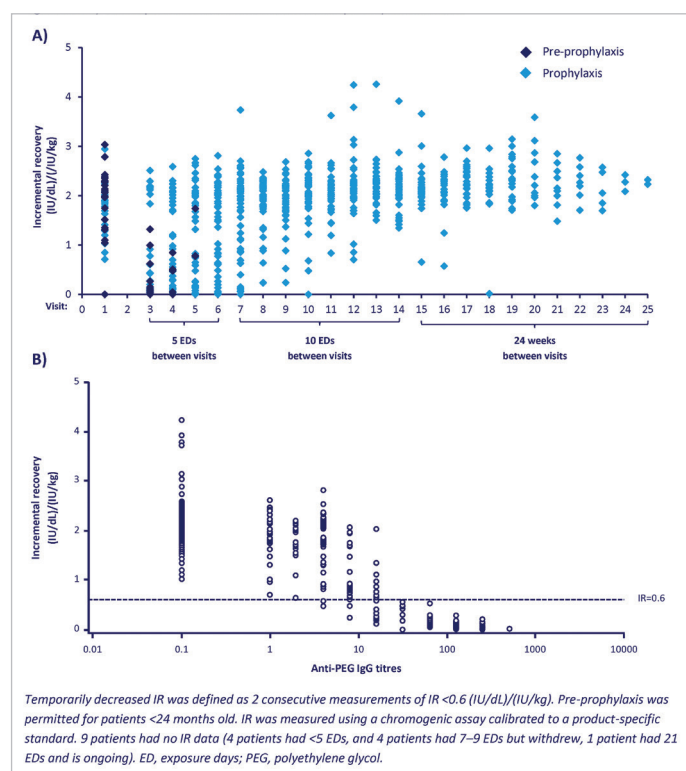 A)
Pre-prophylaxis
Prophylaxis
Incremental recovery
(IU/dL)/(/IU/kg)
5
4
3
2
1
0
Visit: 0 1 2 3 4 5 6 7 8 9 10 11 12 13 14 15 16 17 18 19 20 21 22 23 24 25
5 EDs
between visits
10 EDs
between visits
24 weeks
between visits
B)
Incremental recovery
(IU/dL)/(IU/kg)
5
4
3
2
1
0
IR=0.6
0.01 0.1 1 10 100 1000 10000
Anti-PEG IgG titres
Temporarily decreased IR was defined as 2 consecutive measurements of IR <0.6 (IU/dL)/(IU/kg). Pre-prophylaxis was
permitted for patients <24 months old. IR was measured using a chromogenic assay calibrated to a product-specific
standard. 9 patients had no IR data (4 patients had <5 EDs, and 4 patients had 7–9 EDs but withdrew, 1 patient had 21
EDs and is ongoing). ED, exposure days; PEG, polyethylene glycol.